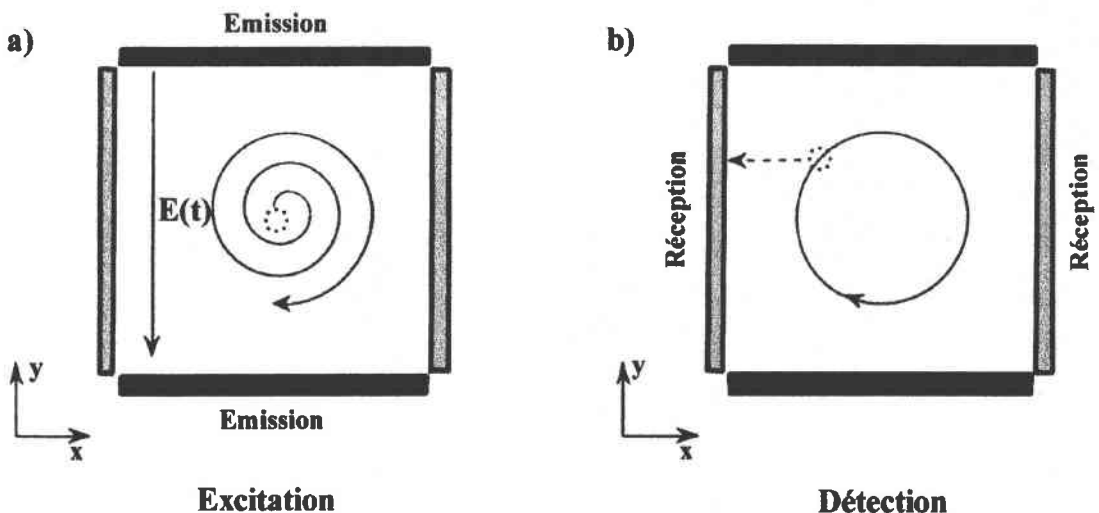 a)
Emission
E(t)
y
x
Emission
Excitation
b)
Réception
Réception
y
x
Détection